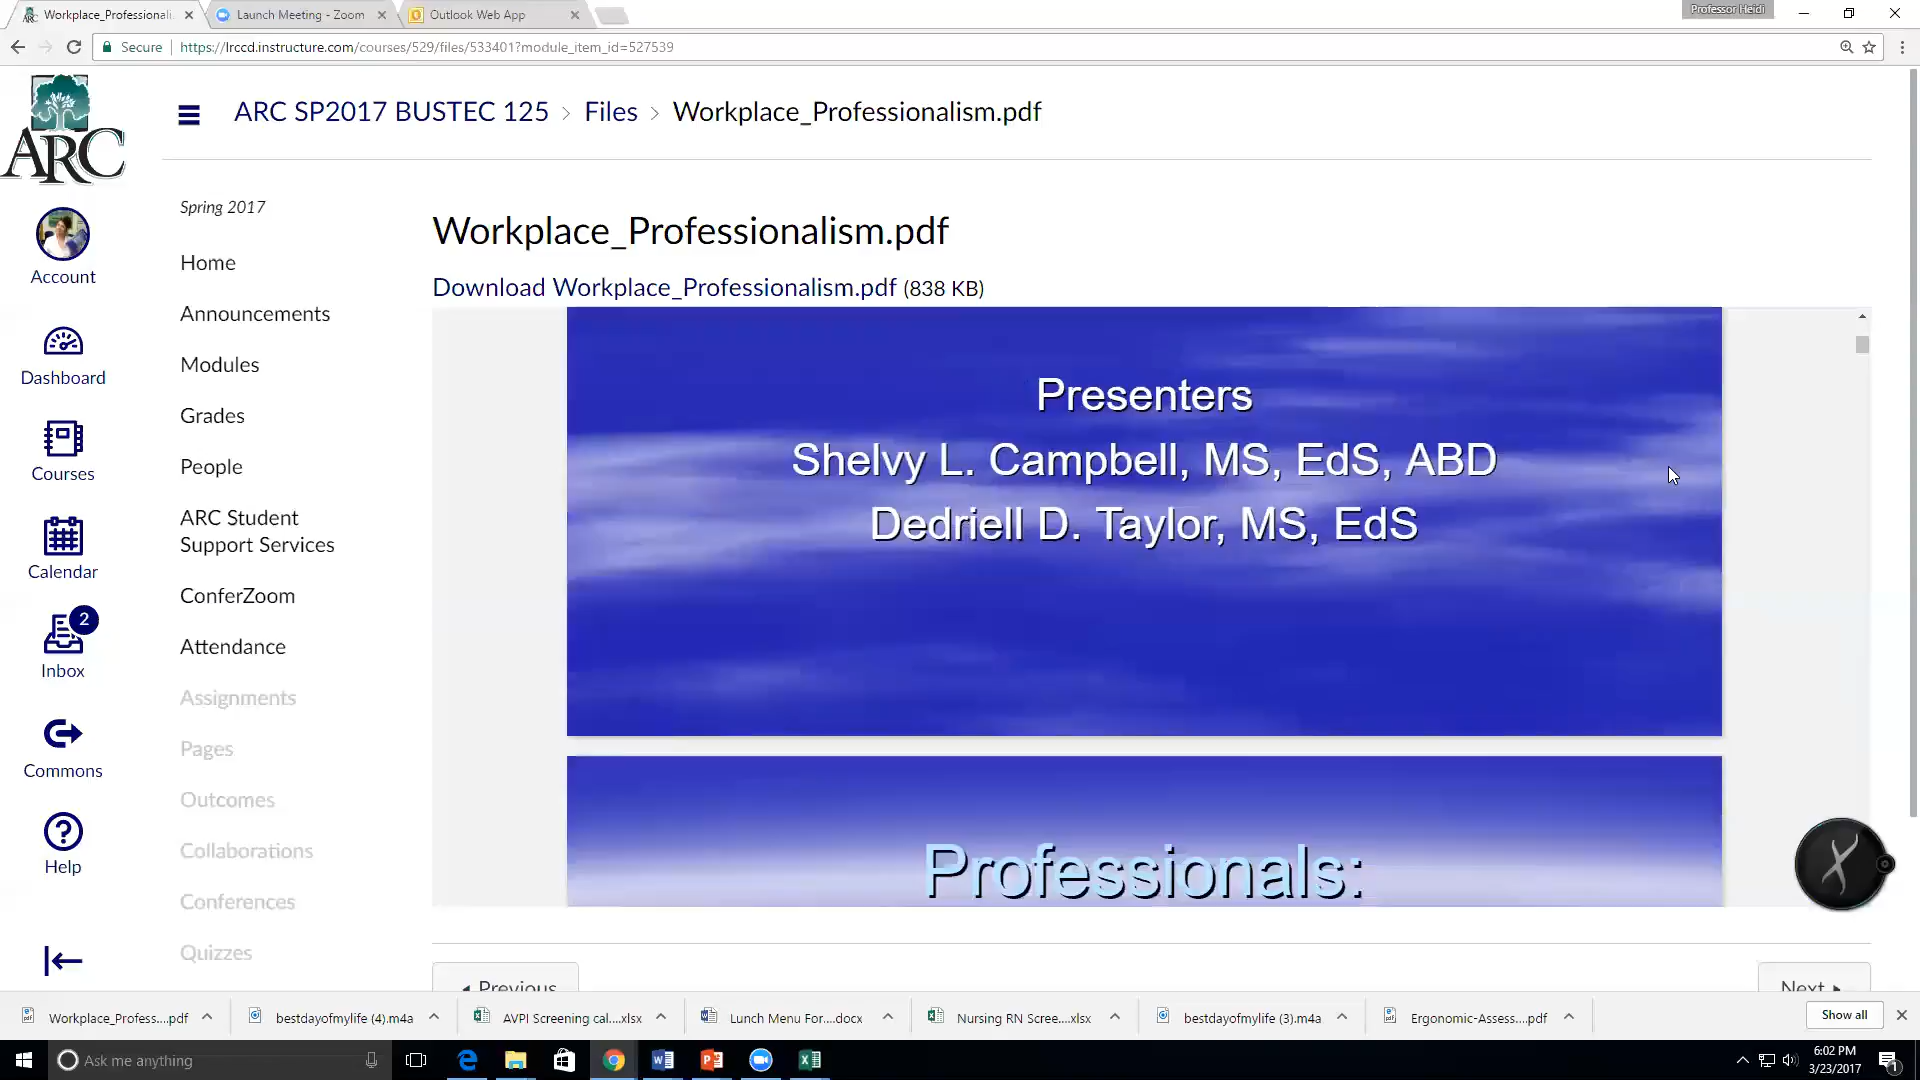 Workplace_Professionali
Launch Meeting - Zoom
Outlook Web App
Professor Heidi
Secure
https://lrccd.instructure.com/courses/529/files/533401?module_item_id=527539
ARC
ARC SP2017 BUSTEC 125 > Files > Workplace_Professionalism.pdf
Spring 2017
Account
Dashboard
Courses
Calendar
2
Inbox
Commons
Help
Home
Announcements
Modules
Grades
People
ARC Student
Support Services
ConferZoom
Attendance
Assignments
Pages
Outcomes
Collaborations
Conferences
Quizzes
Workplace_Professionalism.pdf
Download Workplace_Professionalism.pdf (838 KB)
Presenters
Shelvy L. Campbell, MS, EdS, ABD
Dedriell D. Taylor, MS, EdS
Professionals:
Previous
Next
Workplace_Profess....pdf
bestdayofmylife (4).m4a
AVPI Screening cal....xlsx
Lunch Menu For....docx
Nursing RN Scree....xlsx
bestdayofmylife (3).m4a
Ergonomic-Assess....pdf
Show all
Ask me anything
6:02 PM
3/23/2017
1